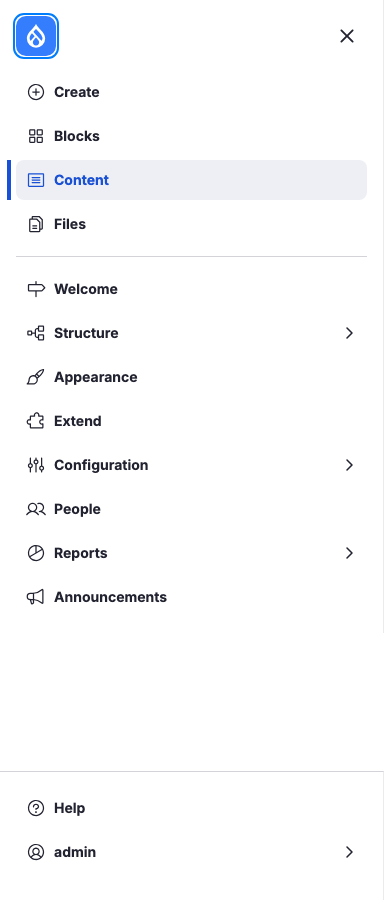 Create
Blocks
Content
Files
Welcome
Structure
Appearance
Extend
Configuration
People
Reports
Announcements
Help
admin